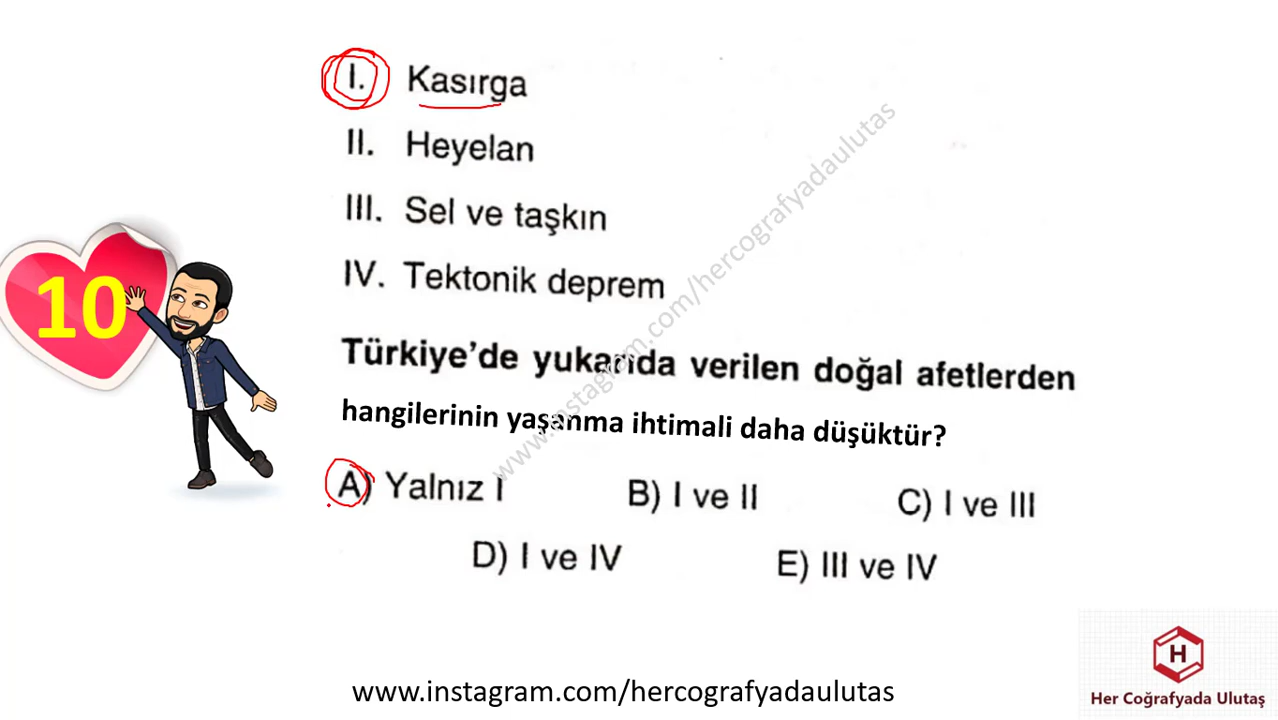 I. Kasırga
II. Heyelan
III. Sel ve taşkın
IV. Tektonik deprem
10
Türkiye'de yukarıda verilen doğal afetlerden
hangilerinin yaşanma ihtimali daha düşüktür?
A) Yalnız I B) I ve II C) I ve III
D) I ve IV E) III ve IV
www.instagram.com/hercografyadaulutas
H
Her Coğrafyada Ulutaş
www.instagram.com/hercografyadaulutas